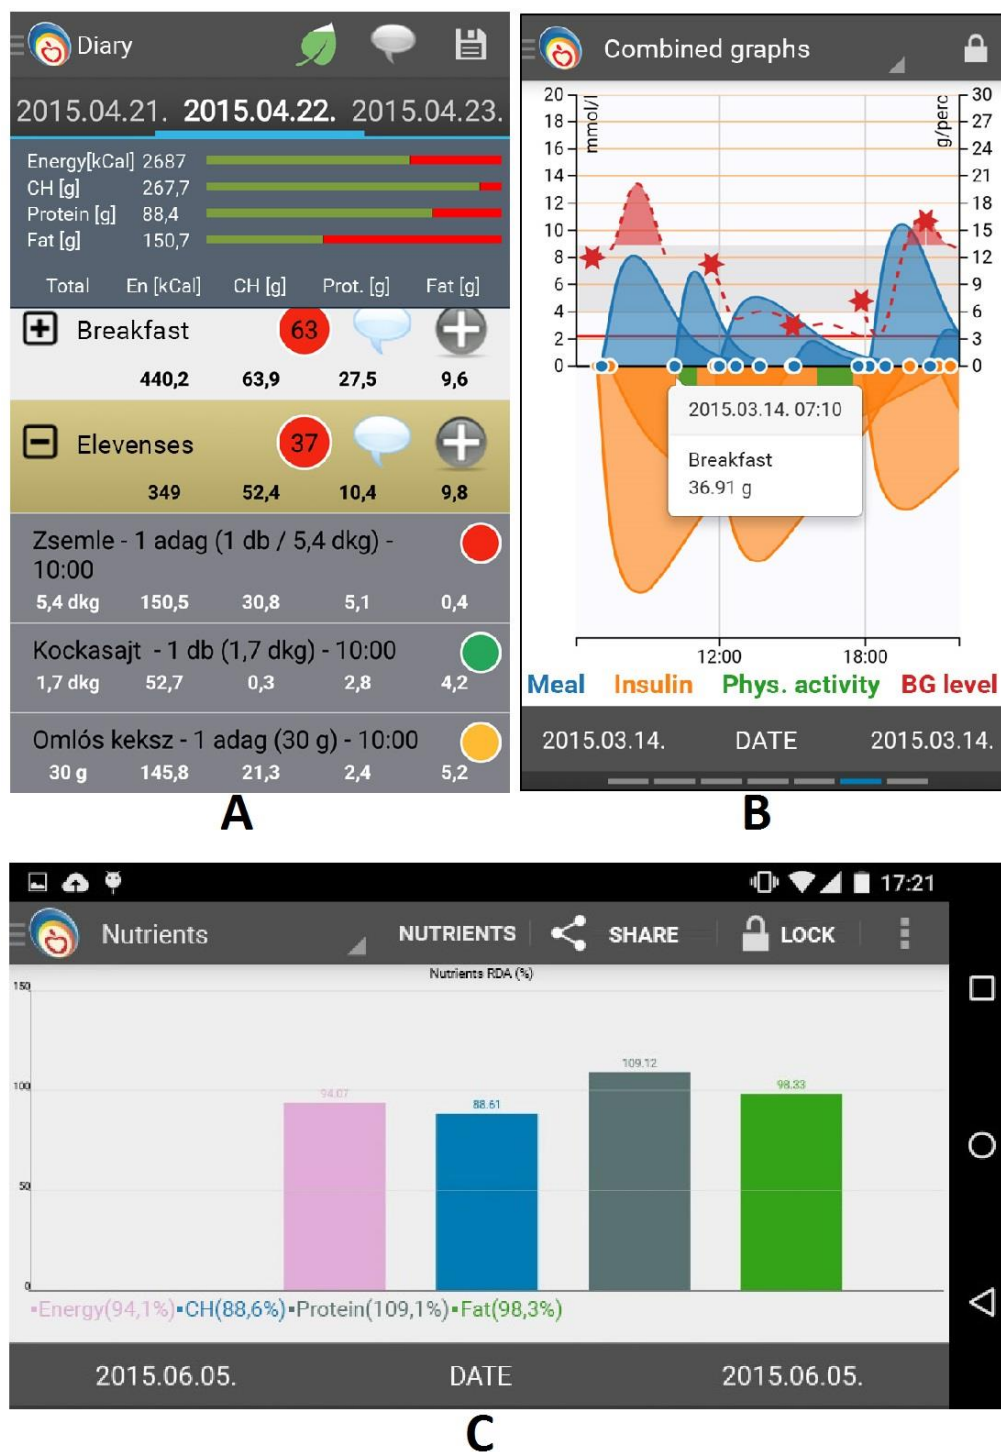 Diary
2015.04.21. 2015.04.22. 2015.04.23.
Energy[kCal] 2687
CH [g] 267,7
Protein [g] 88,4
Fat [g] 150,7
Total En [kCal] CH [g] Prot. [g] Fat [g]
Breakfast 63
440,2 63,9 27,5 9,6
Elevenses 37
349 52,4 10,4 9,8
Zsemle - 1 adag (1 db / 5,4 dkg) -
10:00
5,4 dkg 150,5 30,8 5,1 0,4
Kockasajt - 1 db (1,7 dkg) - 10:00
1,7 dkg 52,7 0,3 2,8 4,2
Omlós keksz - 1 adag (30 g) - 10:00
30 g 145,8 21,3 2,4 5,2
A
Combined graphs
mmol/l
g/perc
20 30
18 27
16 24
14 21
12 18
10 15
8 12
6 9
4 6
2 3
0 0
2015.03.14. 07:10
Breakfast
36.91 g
12:00 18:00
Meal Insulin Phys. activity BG level
2015.03.14. DATE 2015.03.14.
B
17:21
Nutrients NUTRIENTS SHARE LOCK
Nutrients RDA (%)
150
100
50
0
94.07
88.61
109.12
98.33
Energy(94,1%) CH(88,6%) Protein(109,1%) Fat(98,3%)
2015.06.05. DATE 2015.06.05.
C